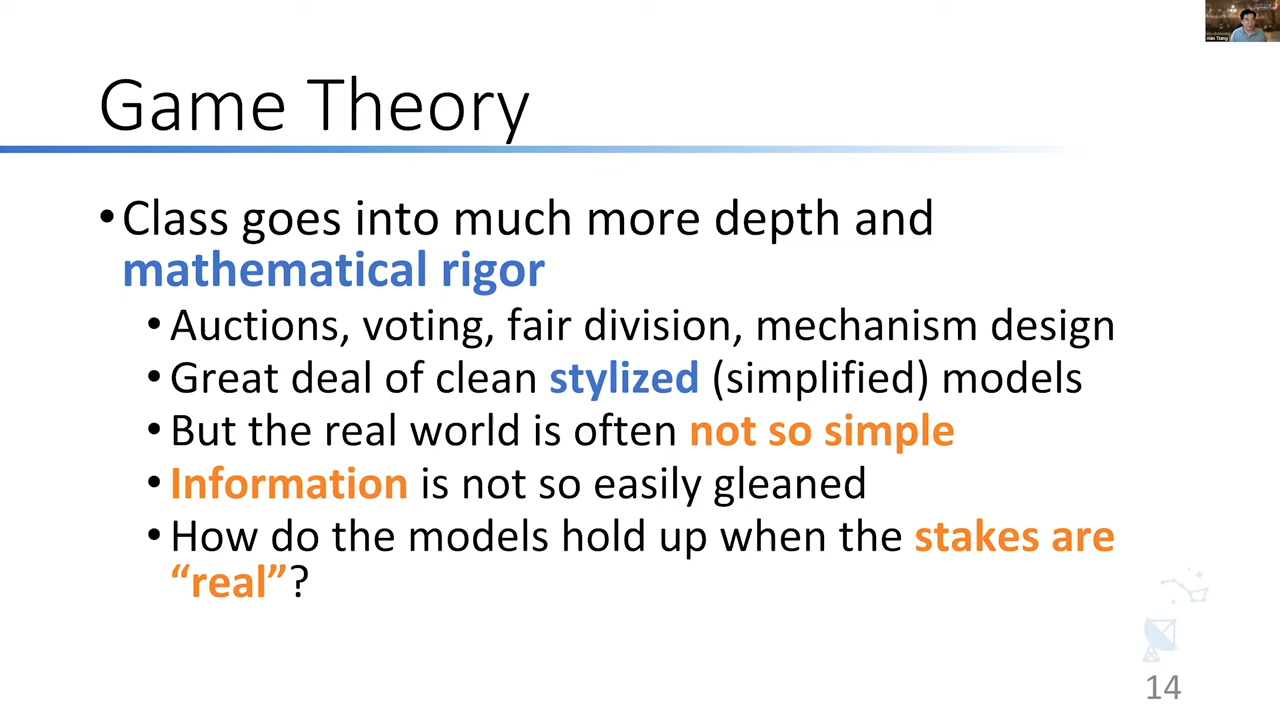 Alan Tsang
Game Theory
•Class goes into much more depth and
mathematical rigor
•Auctions, voting, fair division, mechanism design
•Great deal of clean stylized (simplified) models
•But the real world is often not so simple
•Information is not so easily gleaned
•How do the models hold up when the stakes are
“real”?
14